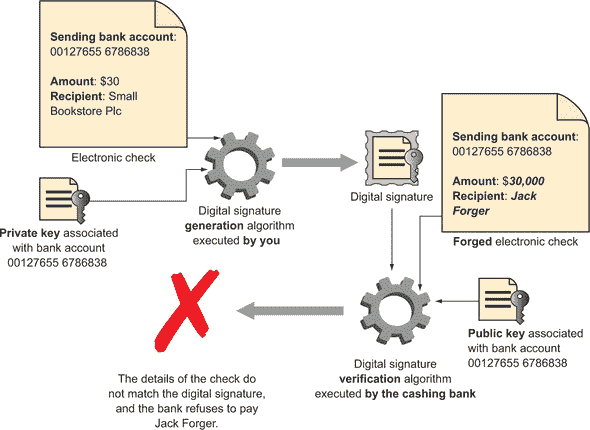 Sending bank account:
00127655 6786838
Amount: $30
Recipient: Small
Bookstore Plc
Electronic check
Private key associated
with bank account
00127655 6786838
Digital signature
generation algorithm
executed by you
Digital signature
Sending bank account:
00127655 6786838
Amount: $30,000
Recipient: Jack
Forger
Forged electronic check
Public key associated
with bank account
00127655 6786838
Digital signature
verification algorithm
executed by the cashing bank
The details of the check do
not match the digital signature,
and the bank refuses to pay
Jack Forger.